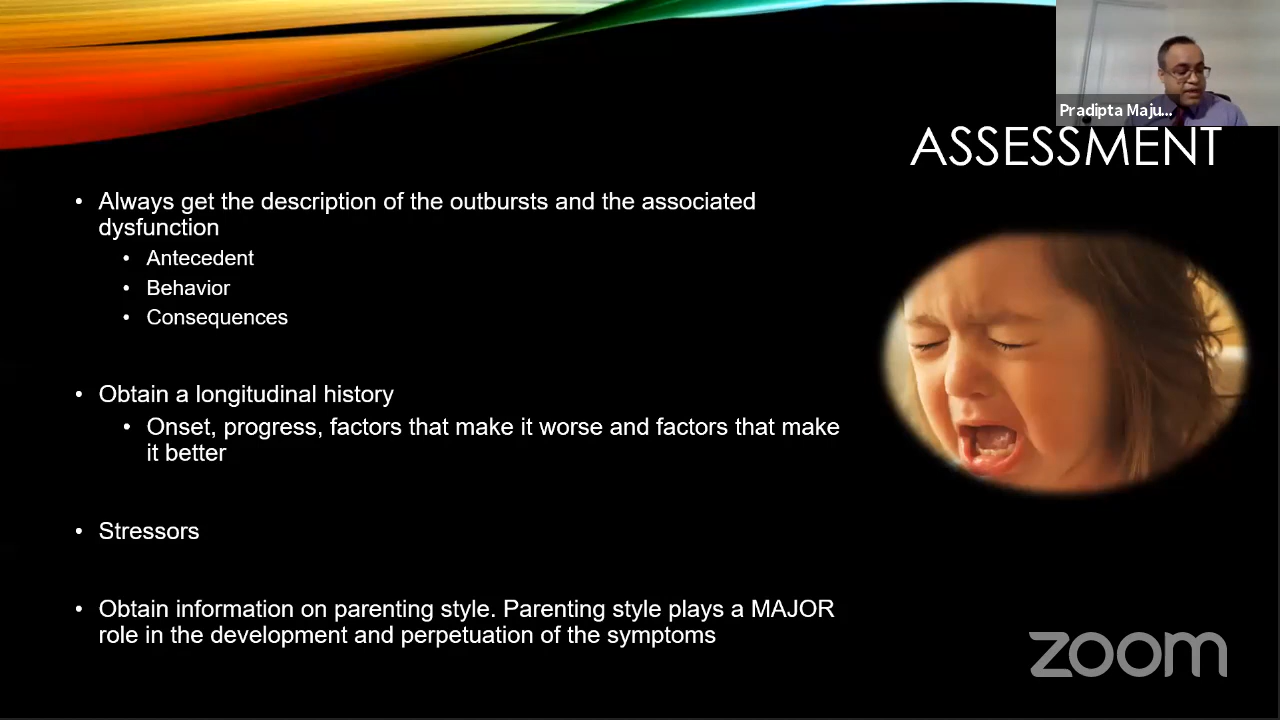 Pradipta Maju...
ASSESSMENT
• Always get the description of the outbursts and the associated
dysfunction
• Antecedent
• Behavior
• Consequences
• Obtain a longitudinal history
• Onset, progress, factors that make it worse and factors that make
it better
• Stressors
• Obtain information on parenting style. Parenting style plays a MAJOR
role in the development and perpetuation of the symptoms
zoom